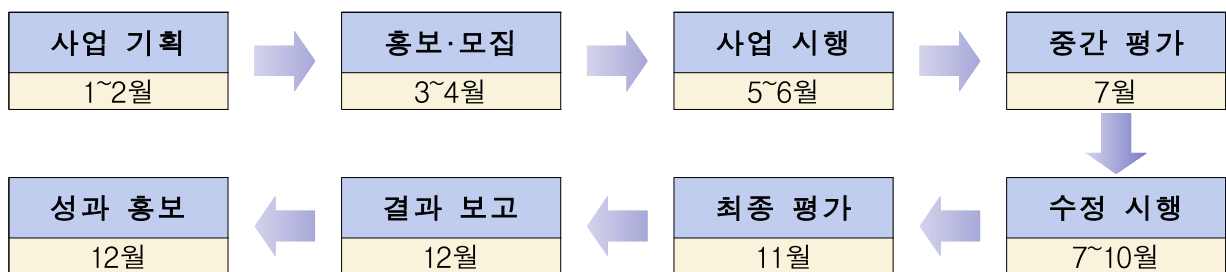 사업 기획
1~2월
홍보·모집
3~4월
사업 시행
5~6월
중간 평가
7월
수정 시행
7~10월
최종 평가
11월
결과 보고
12월
성과 홍보
12월